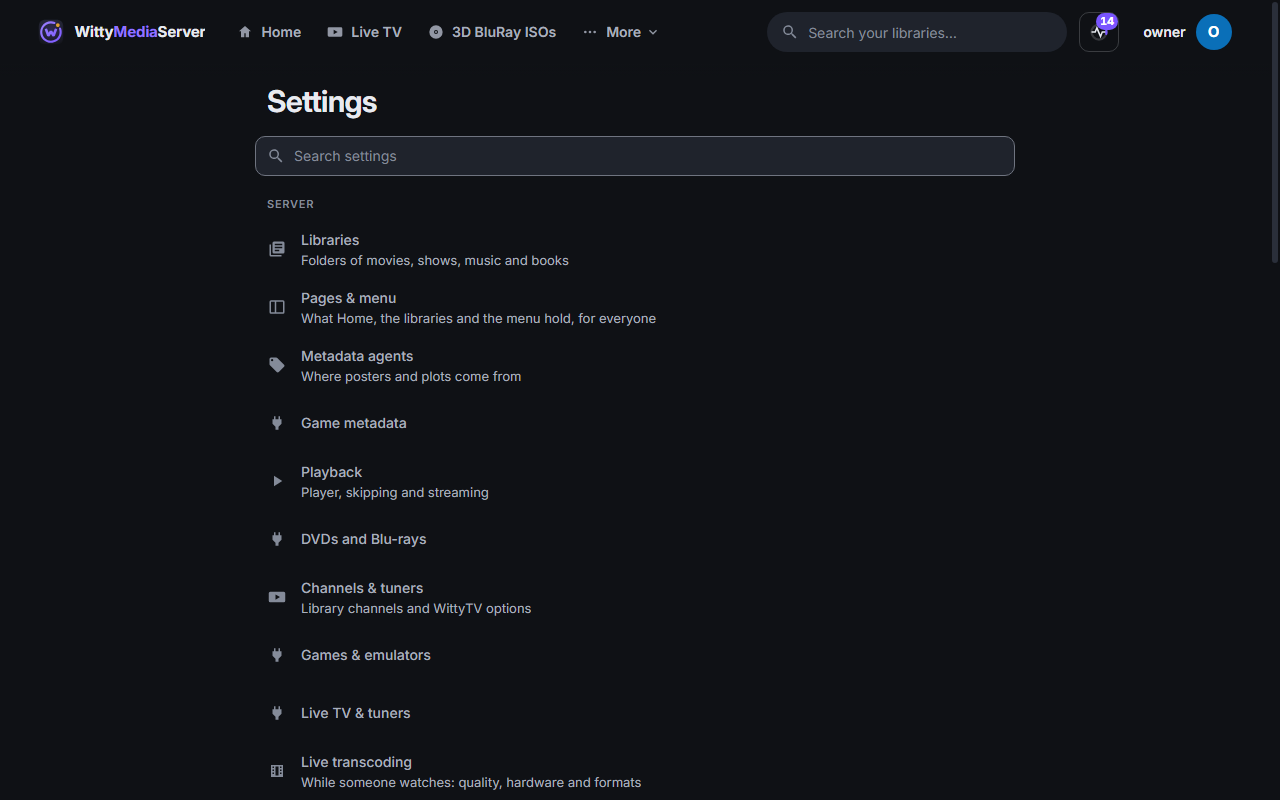 WittyMediaServer
Home
Live TV
3D BluRay ISOs
More
Search your libraries...
14
owner
O
Settings
Search settings
SERVER
Libraries
Folders of movies, shows, music and books
Pages & menu
What Home, the libraries and the menu hold, for everyone
Metadata agents
Where posters and plots come from
Game metadata
Playback
Player, skipping and streaming
DVDs and Blu-rays
Channels & tuners
Library channels and WittyTV options
Games & emulators
Live TV & tuners
Live transcoding
While someone watches: quality, hardware and formats